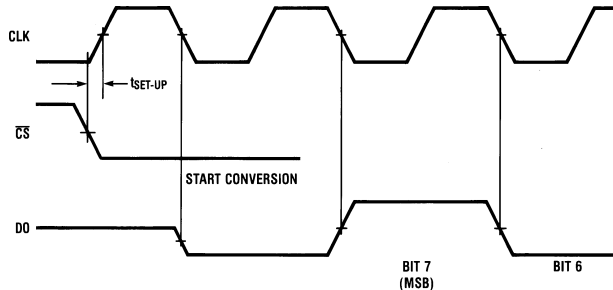 CLK
tSET-UP
CS
START CONVERSION
DO
BIT 7
(MSB)
BIT 6